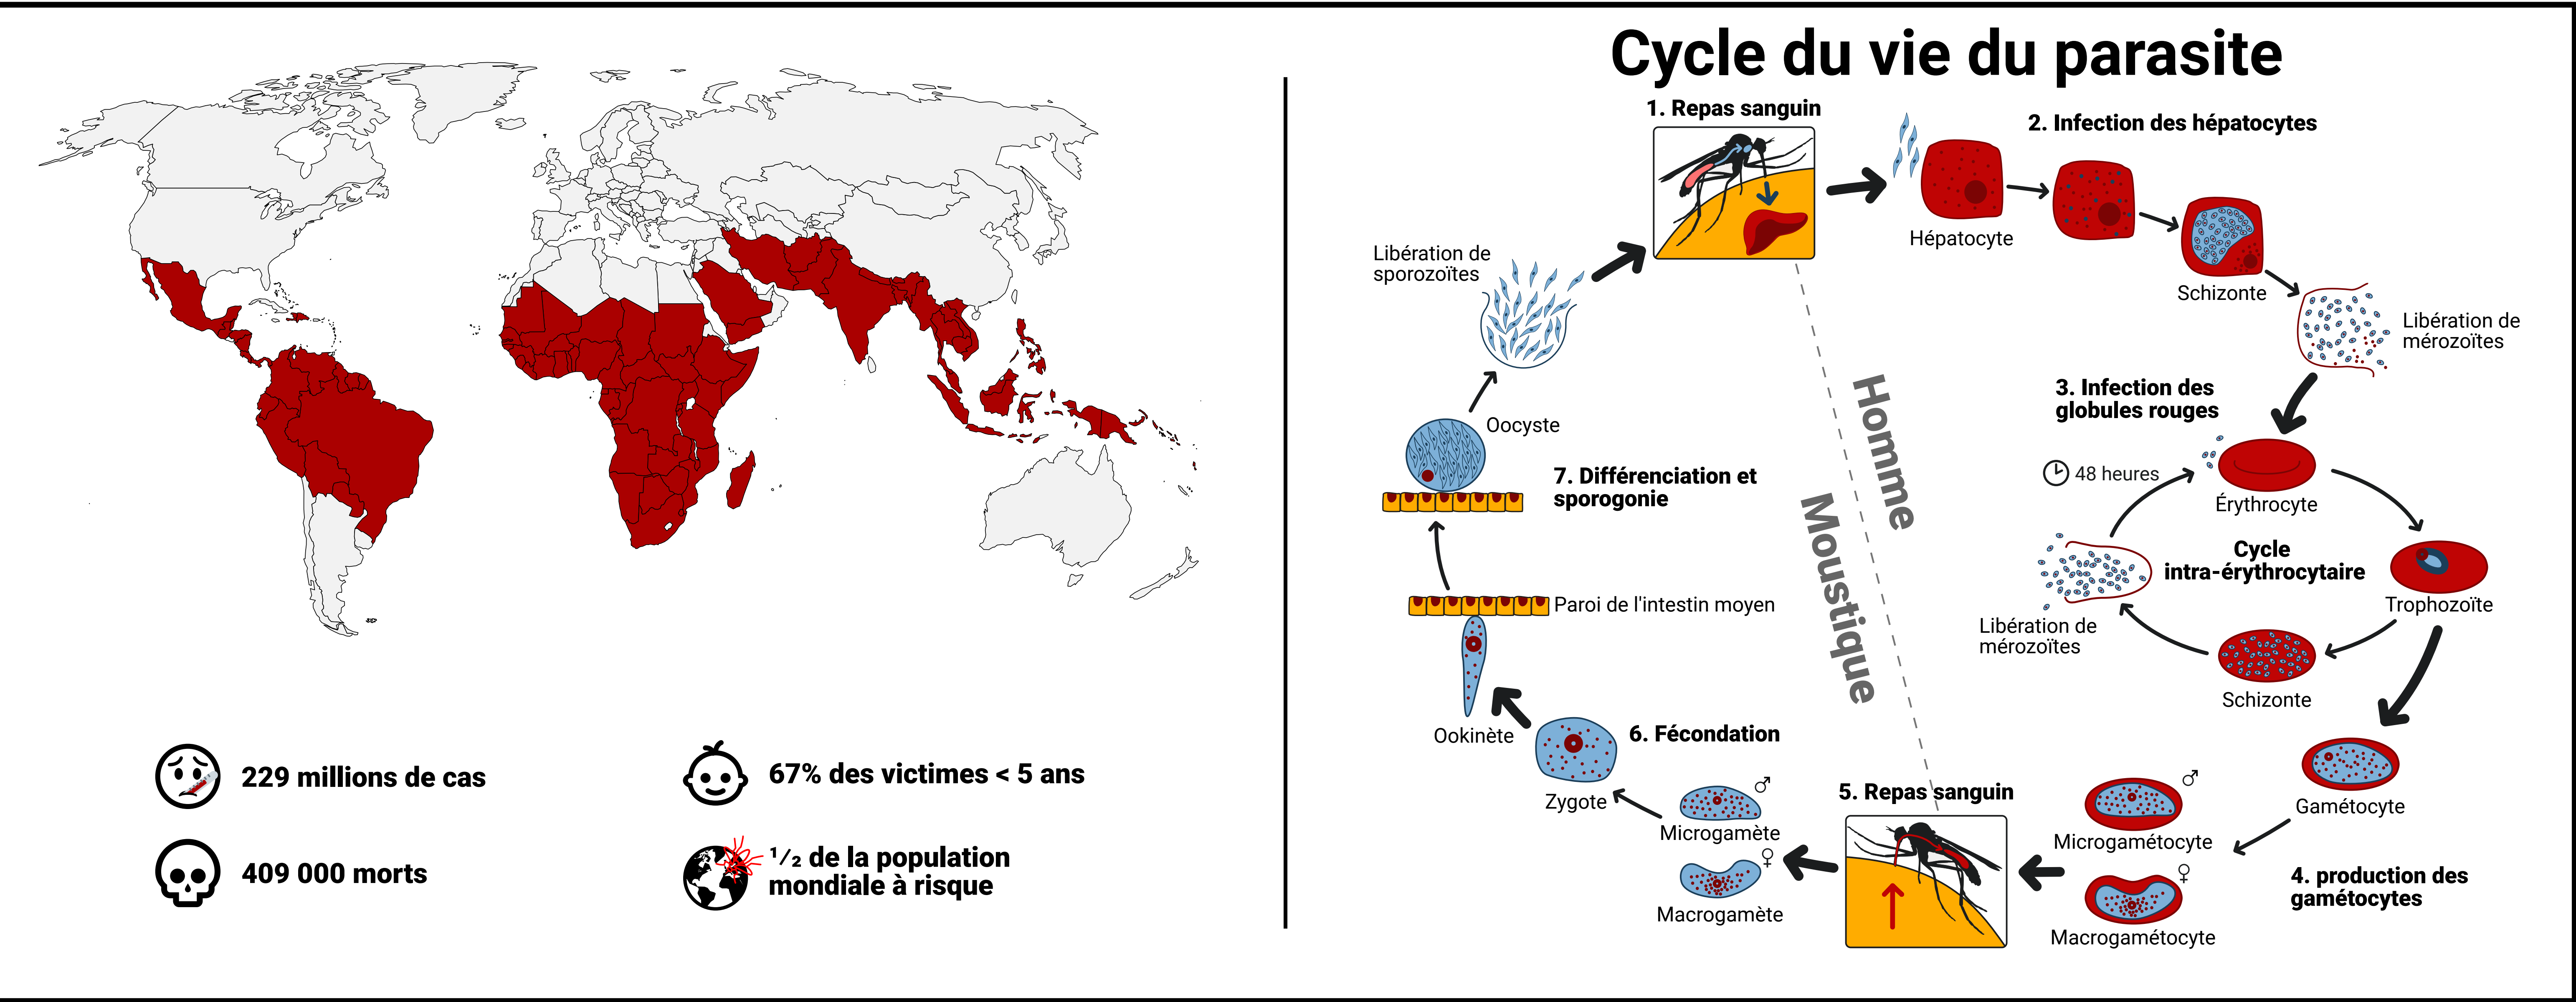 229 millions de cas
409 000 morts
67% des victimes < 5 ans
½ de la population
mondiale à risque
Cycle du vie du parasite
1. Repas sanguin
2. Infection des hépatocytes
Hépatocyte
Schizonte
Libération de
mérozoïtes
3. Infection des
globules rouges
48 heures
Érythrocyte
Cycle
intra-érythrocytaire
Trophozoïte
Libération de
mérozoïtes
Schizonte
Gamétocyte
4. production des
gamétocytes
♂
Microgamétocyte
♀
Macrogamétocyte
5. Repas sanguin
♂
Microgamète
♀
Macrogamète
6. Fécondation
Zygote
Ookinète
Paroi de l'intestin moyen
7. Différenciation et
sporogonie
Oocyste
Libération de
sporozoïtes
Homme
Moustique